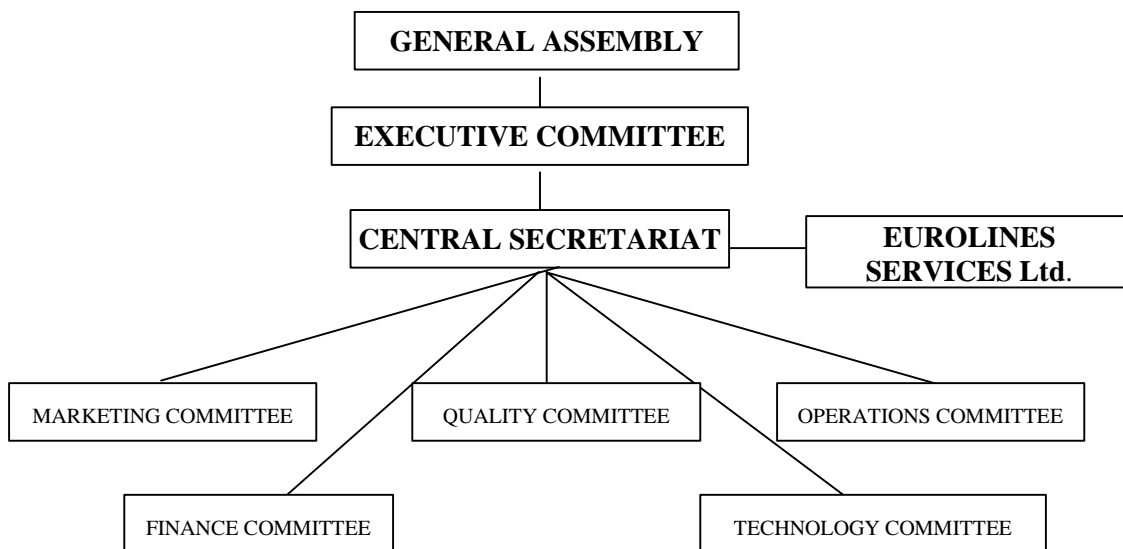 GENERAL ASSEMBLY
EXECUTIVE COMMITTEE
CENTRAL SECRETARIAT
EUROLINES
SERVICES Ltd.
MARKETING COMMITTEE
QUALITY COMMITTEE
OPERATIONS COMMITTEE
FINANCE COMMITTEE
TECHNOLOGY COMMITTEE